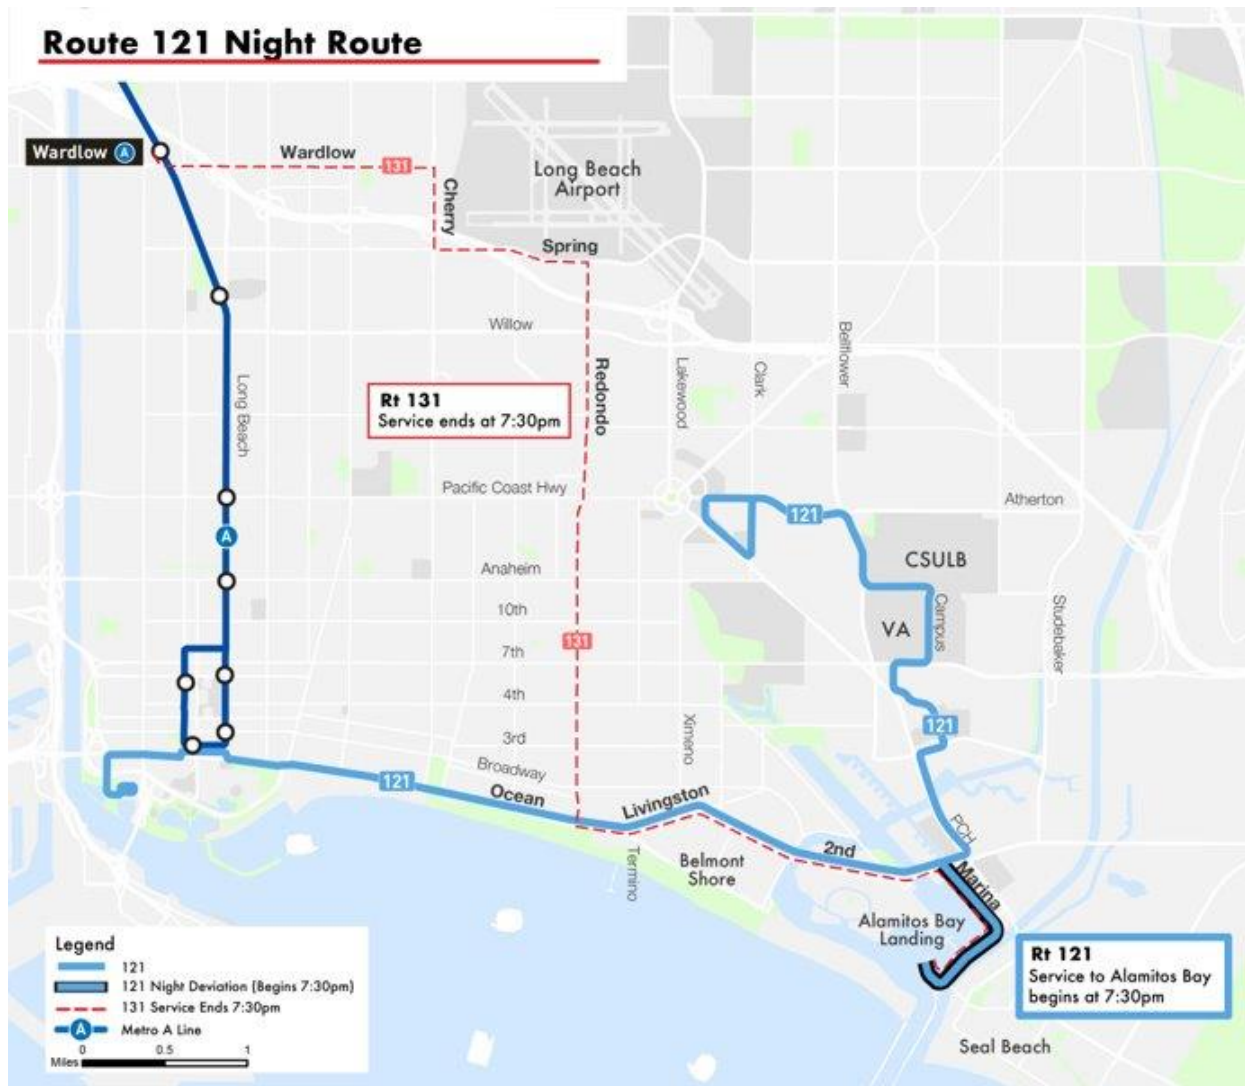 Route 121 Night Route
Wardlow A
Wardlow
131
Cherry
Long Beach
Airport
Spring
Willow
Redondo
Lakewood
Clark
Bellflower
Long Beach
Rt 131
Service ends at 7:30pm
Pacific Coast Hwy
Atherton
121
A
CSULB
Anaheim
10th
Campus
Studebaker
VA
131
7th
4th
3rd
Ximeno
121
Broadway
121
Ocean
Livingston
PCH
2nd
Termino
Belmont
Shore
Marina
Alamitos Bay
Landing
Rt 121
Service to Alamitos Bay
begins at 7:30pm
Seal Beach
Legend
121
121 Night Deviation (Begins 7:30pm)
131 Service Ends 7:30pm
A Metro A Line
0 0.5 1
Miles